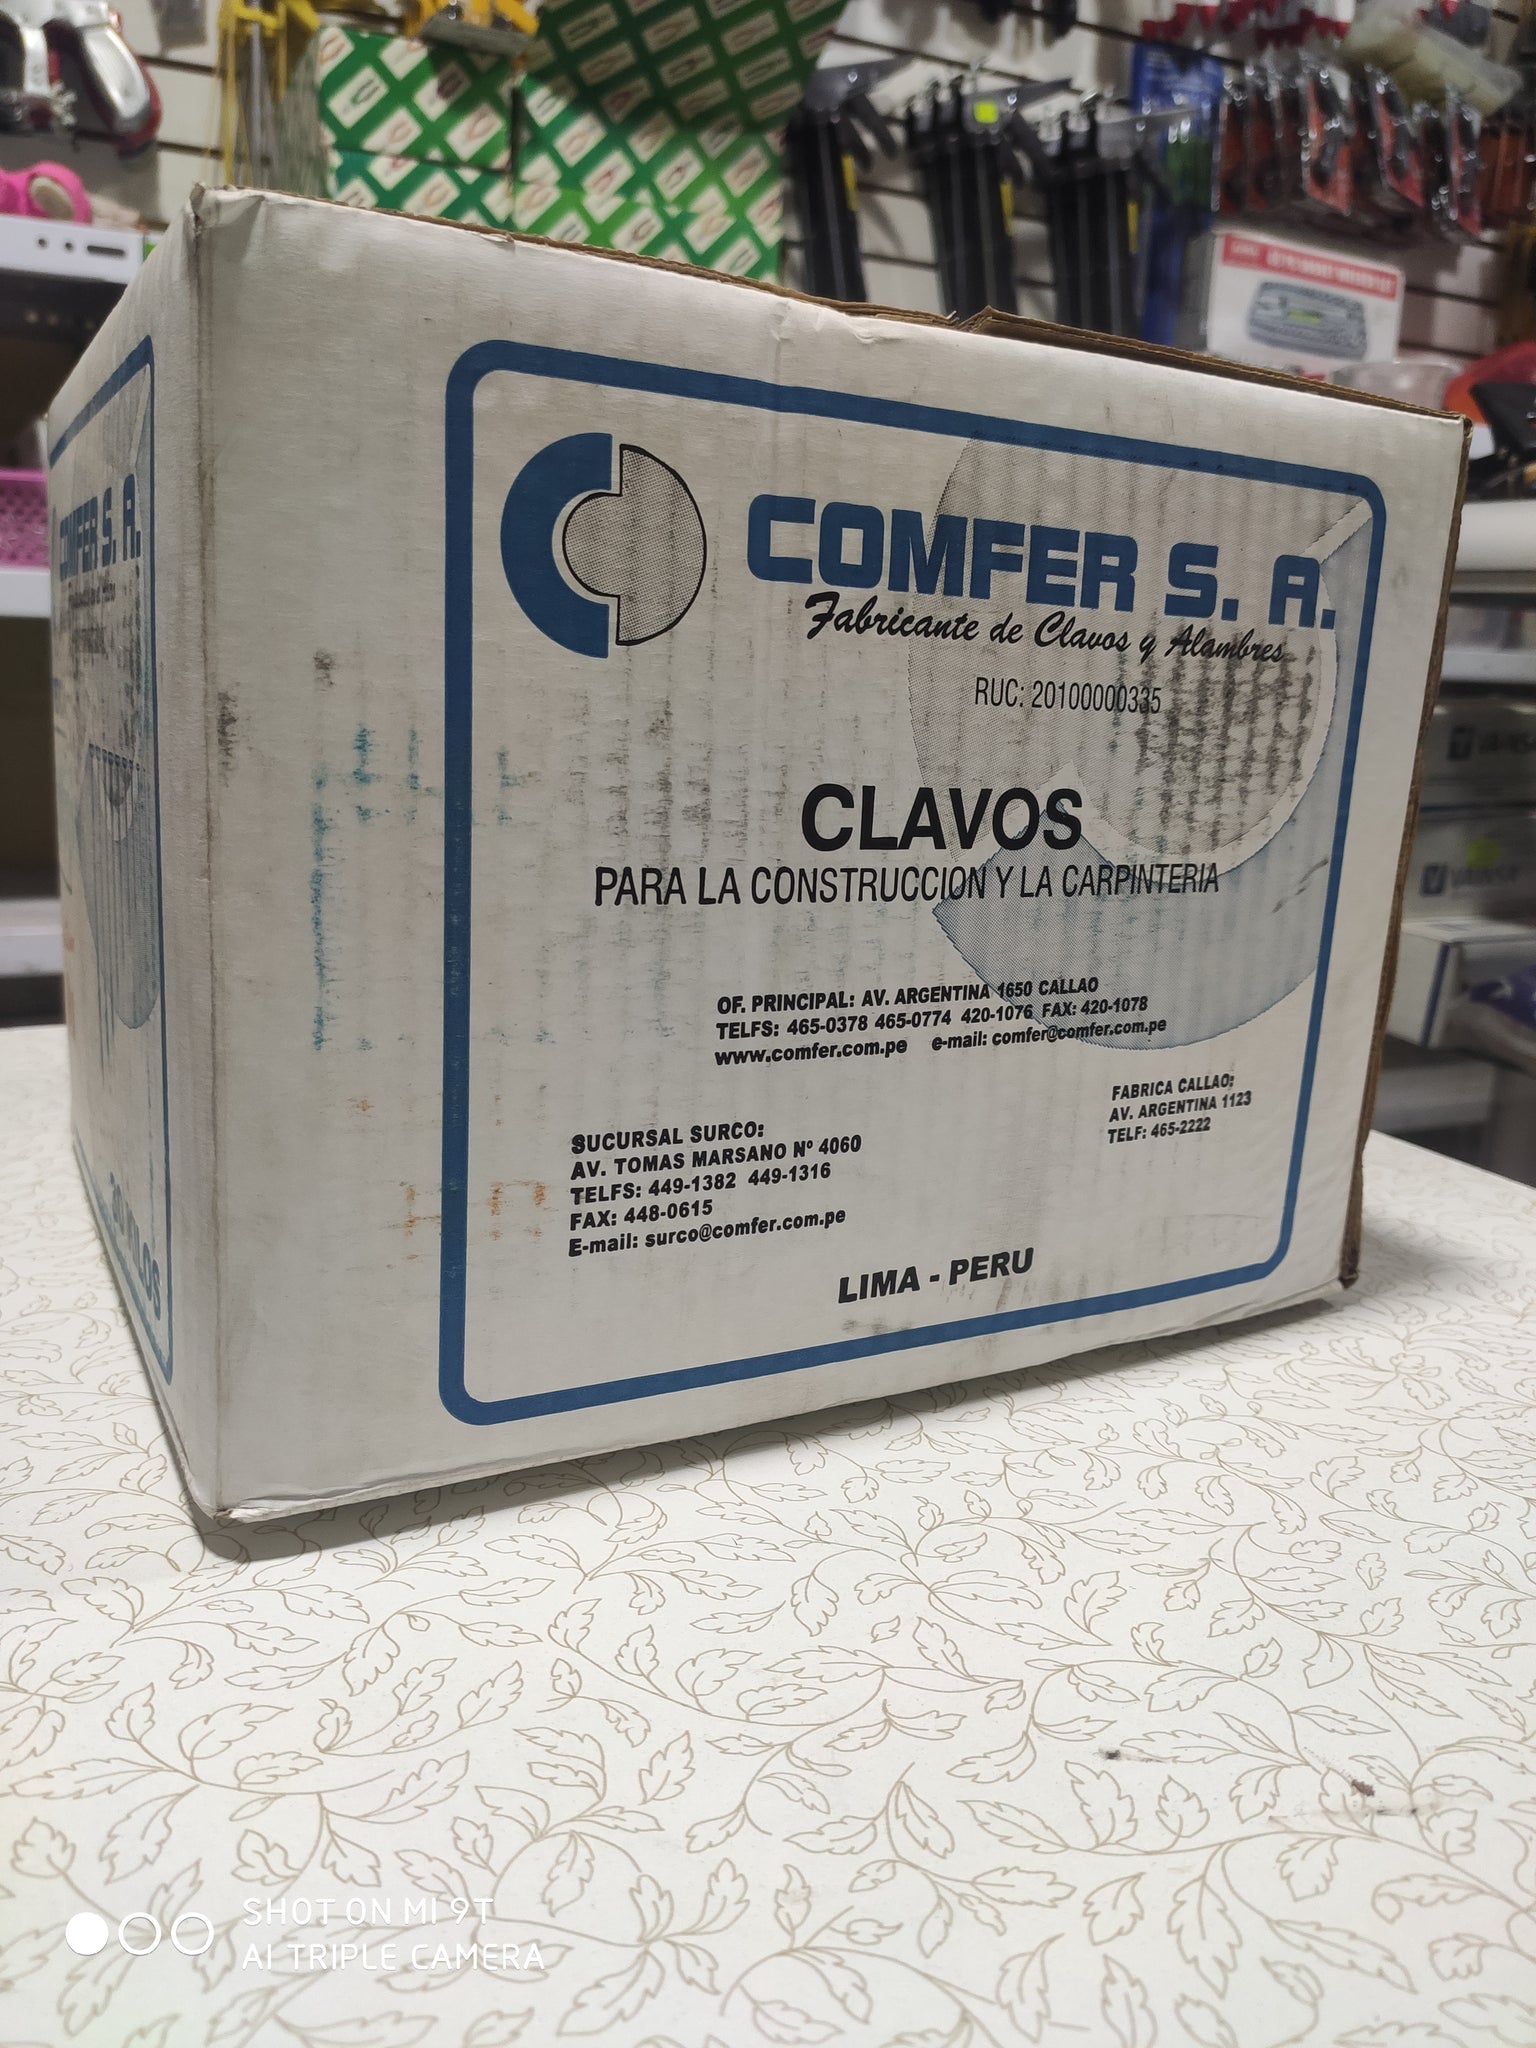 COMFER S. A.
Fabricante de Clavos y Alambres
RUC: 20100000335
CLAVOS
PARA LA CONSTRUCCION Y LA CARPINTERIA
OF. PRINCIPAL: AV. ARGENTINA 1650 CALLAO
TELFS: 465-0378 465-0774 420-1076 FAX: 420-1078
www.comfer.com.pe e-mail: comfer@comfer.com.pe
FABRICA CALLAO:
AV. ARGENTINA 1123
TELF: 465-2222
SUCURSAL SURCO:
AV. TOMAS MARSANO Nº 4060
TELFS: 449-1382 449-1316
FAX: 448-0615
E-mail: surco@comfer.com.pe
LIMA - PERU
COMFER S. A.
30 KILOS
SHOT ON MI 9T
AI TRIPLE CAMERA